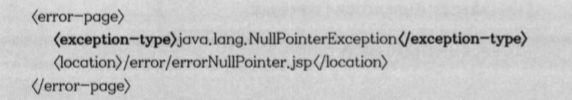 <error-page>
<exception-type>java.lang.NullPointerException</exception-type>
<location>/error/errorNullPointer.jsp</location>
</error-page>